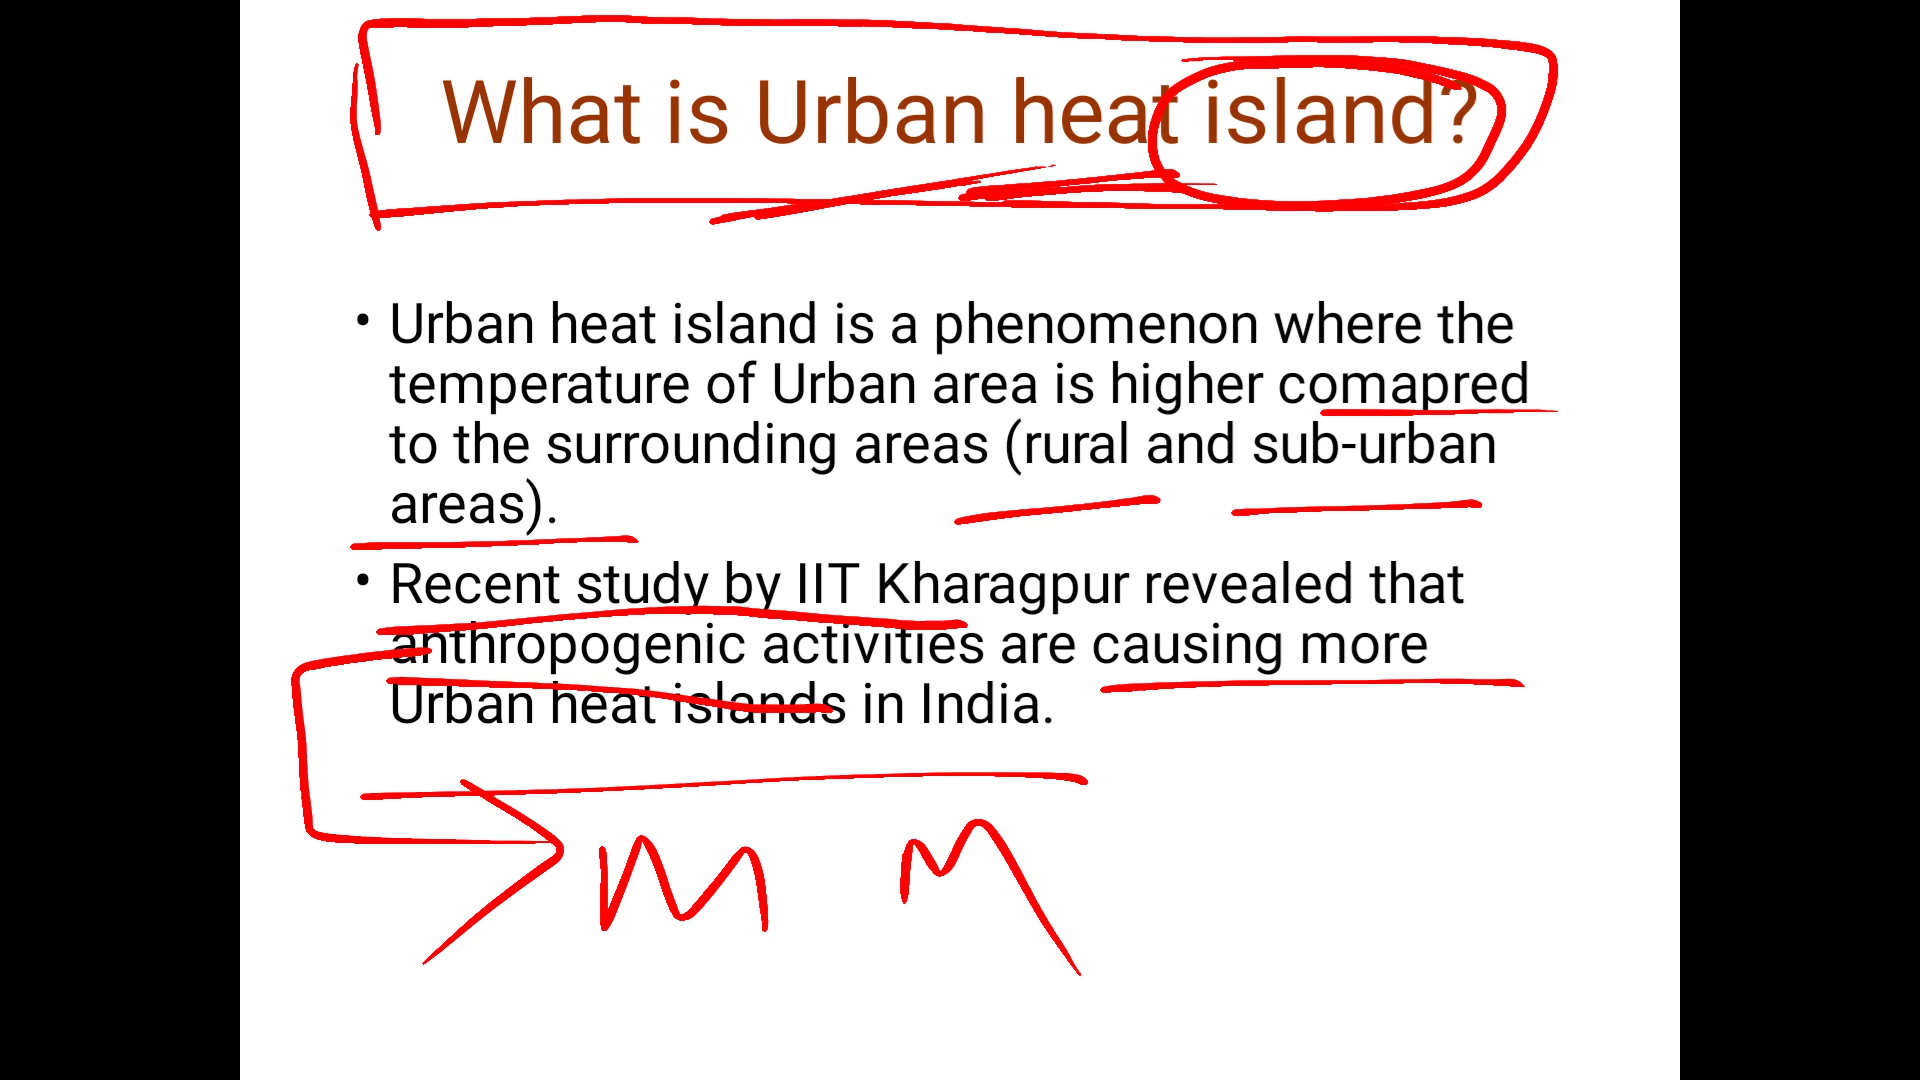 What is Urban heat island?
• Urban heat island is a phenomenon where the
temperature of Urban area is higher comapred
to the surrounding areas (rural and sub-urban
areas).
• Recent study by IIT Kharagpur revealed that
anthropogenic activities are causing more
Urban heat islands in India.